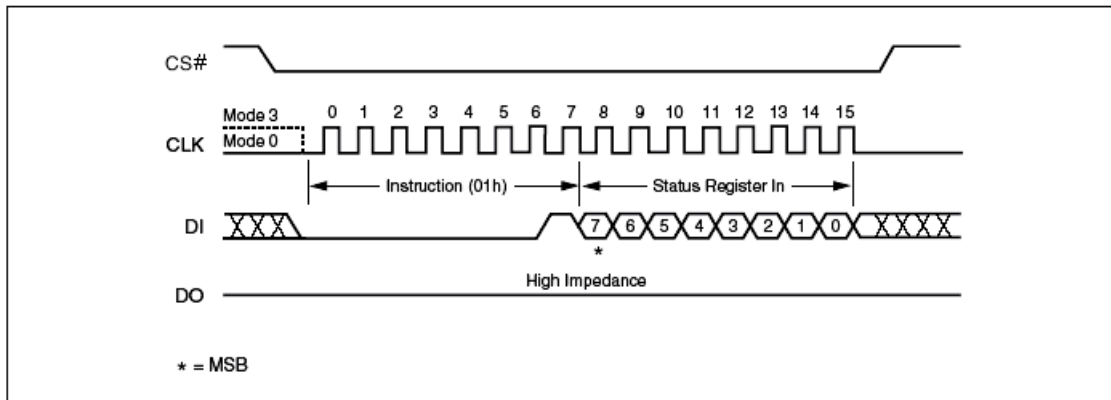 CS#
Mode 3
0 1 2 3 4 5 6 7 8 9 10 11 12 13 14 15
CLK
Mode 0
Instruction (01h) Status Register In
DI 7 6 5 4 3 2 1 0
*
High Impedance
DO
* = MSB